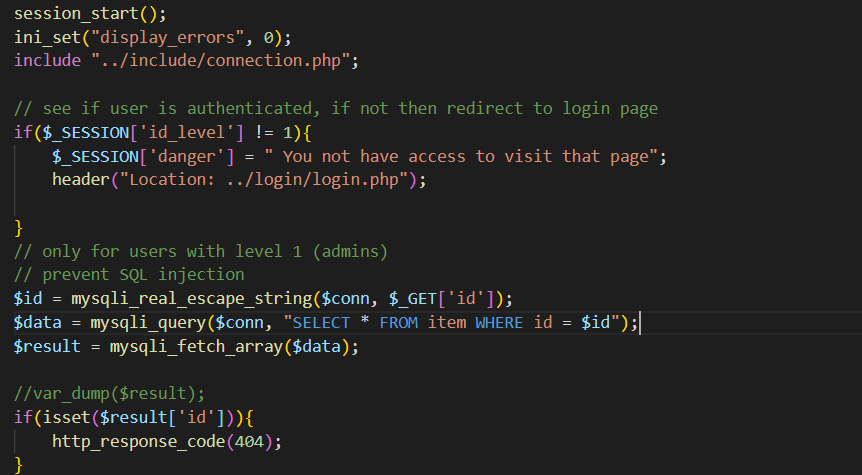 session_start();
ini_set("display_errors", 0);
include "../include/connection.php";
// see if user is authenticated, if not then redirect to login page
if($_SESSION['id_level'] != 1){
$_SESSION['danger'] = " You not have access to visit that page";
header("Location: ../login/login.php");
}
// only for users with level 1 (admins)
// prevent SQL injection
$id = mysqli_real_escape_string($conn, $_GET['id']);
$data = mysqli_query($conn, "SELECT * FROM item WHERE id = $id");
$result = mysqli_fetch_array($data);
//var_dump($result);
if(isset($result['id'])){
http_response_code(404);
}